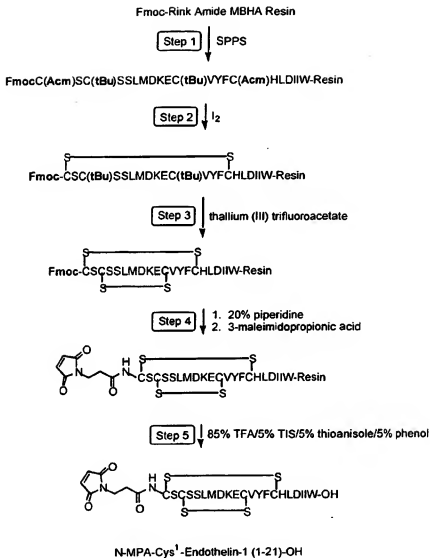 Fmoc-Rink Amide MBHA Resin
Step 1 SPPS
FmocC(Acm)SC(tBu)SSLMDKEC(tBu)VYFC(Acm)HLDIIW-Resin
Step 2 I2
S S
Fmoc-CSC(tBu)SSLMDKEC(tBu)VYFCHLDIIW-Resin
Step 3 thallium (III) trifluoroacetate
S S
Fmoc-CSCSSLMDKECVYFCHLDIIW-Resin
S S
Step 4 1. 20% piperidine
2. 3-maleimidopropionic acid
O
H S S
N N CSCSSLMDKECVYFCHLDIIW-Resin
O O S S
Step 5 85% TFA/5% TIS/5% thioanisole/5% phenol
O
H S S
N N CSCSSLMDKECVYFCHLDIIW-OH
O O S S
N-MPA-Cys1-Endothelin-1 (1-21)-OH